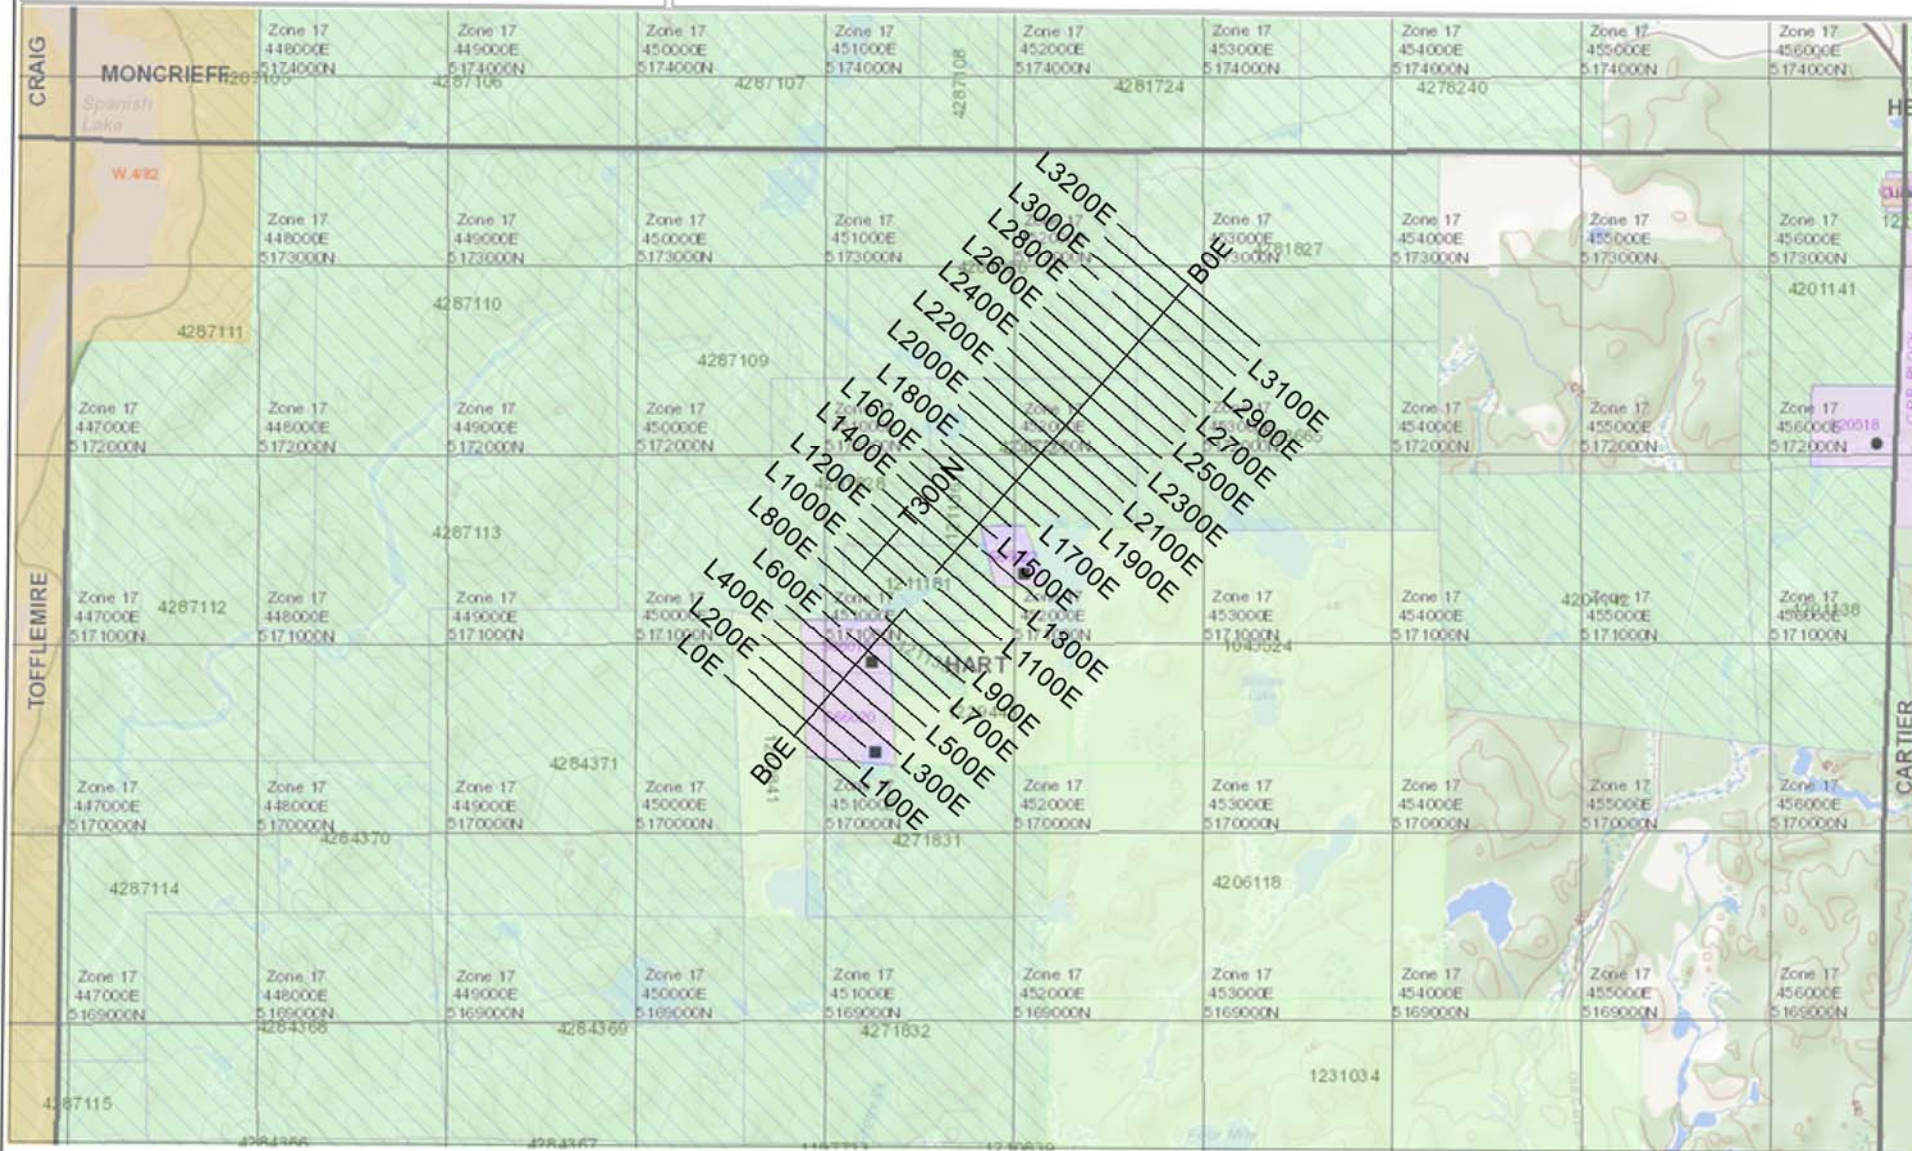 CRAIG
MONCRIEFF
Spanish
Lake
W.4/82
Zone 17
448000E
5174000N
Zone 17
449000E
5174000N
Zone 17
450000E
5174000N
Zone 17
451000E
5174000N
Zone 17
452000E
5174000N
Zone 17
453000E
5174000N
Zone 17
454000E
5174000N
Zone 17
455000E
5174000N
Zone 17
456000E
5174000N
4287106
4287107
4287108
4281724
4278240
Zone 17
448000E
5173000N
Zone 17
449000E
5173000N
Zone 17
450000E
5173000N
Zone 17
451000E
5173000N
Zone 17
454000E
5173000N
Zone 17
455000E
5173000N
Zone 17
456000E
5173000N
4281827
4201141
4287110
4287111
4287109
L3200E
L3000E
L2800E
L2600E
L2400E
L2200E
L2000E
L1800E
L1600E
L1400E
L1200E
L1000E
L800E
L600E
L400E
L200E
L0E
B0E
T300N
L3100E
L2900E
L2700E
L2500E
L2300E
L2100E
L1900E
L1700E
L1500E
L1300E
L1100E
L900E
L700E
L500E
L300E
L100E
B0E
Zone 17
447000E
5172000N
Zone 17
448000E
5172000N
Zone 17
449000E
5172000N
Zone 17
450000E
5172000N
Zone 17
454000E
5172000N
Zone 17
455000E
5172000N
Zone 17
5172000N
4287113
4287112
TOFFLEMIRE
Zone 17
447000E
5171000N
Zone 17
448000E
5171000N
Zone 17
449000E
5171000N
Zone 17
5171000N
Zone 17
453000E
5171000N
Zone 17
454000E
5171000N
455000E
5171000N
5171000N
1211181
HART
1043524
4284371
Zone 17
447000E
5170000N
Zone 17
448000E
5170000N
Zone 17
449000E
5170000N
Zone 17
450000E
5170000N
Zone 17
452000E
5170000N
Zone 17
453000E
5170000N
Zone 17
454000E
5170000N
Zone 17
455000E
5170000N
Zone 17
456000E
5170000N
CARTIER
4284370
4271831
4287114
4206118
Zone 17
447000E
5169000N
Zone 17
448000E
5169000N
Zone 17
449000E
5169000N
Zone 17
450000E
5169000N
Zone 17
451000E
5169000N
Zone 17
452000E
5169000N
Zone 17
453000E
5169000N
Zone 17
454000E
5169000N
Zone 17
455000E
5169000N
Zone 17
456000E
5169000N
4284368
4284369
4271832
1231034
4287115